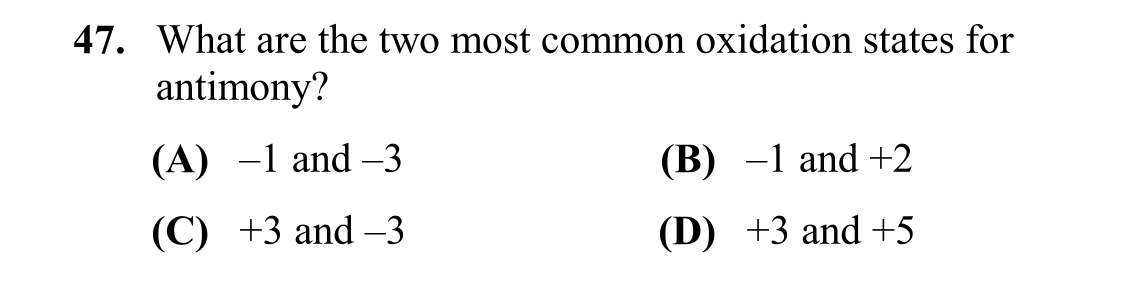 47. What are the two most common oxidation states for
antimony?
(A) –1 and –3 (B) –1 and +2
(C) +3 and –3 (D) +3 and +5